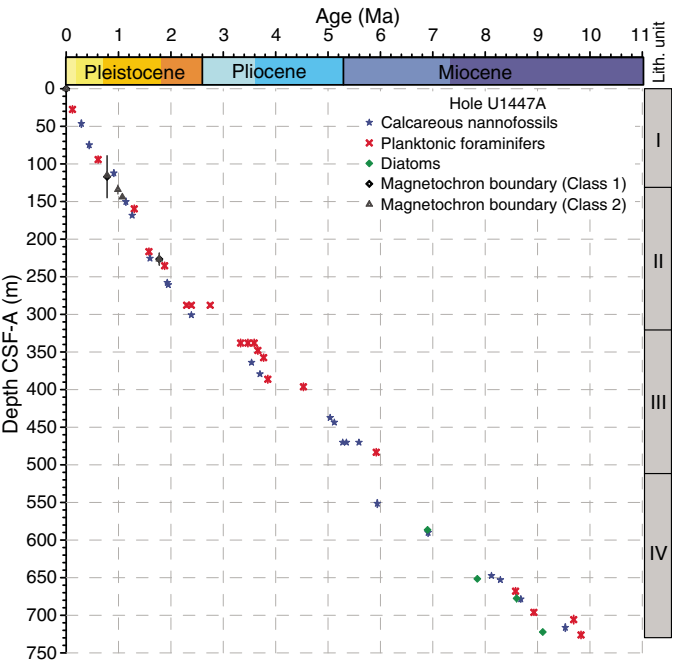 Age (Ma)
0 1 2 3 4 5 6 7 8 9 10 11
Pleistocene Pliocene Miocene
Lith. unit
Depth CSF-A (m)
0
50
100
150
200
250
300
350
400
450
500
550
600
650
700
750
Hole U1447A
Calcareous nannofossils
Planktonic foraminifers
Diatoms
Magnetochron boundary (Class 1)
Magnetochron boundary (Class 2)
I
II
III
IV